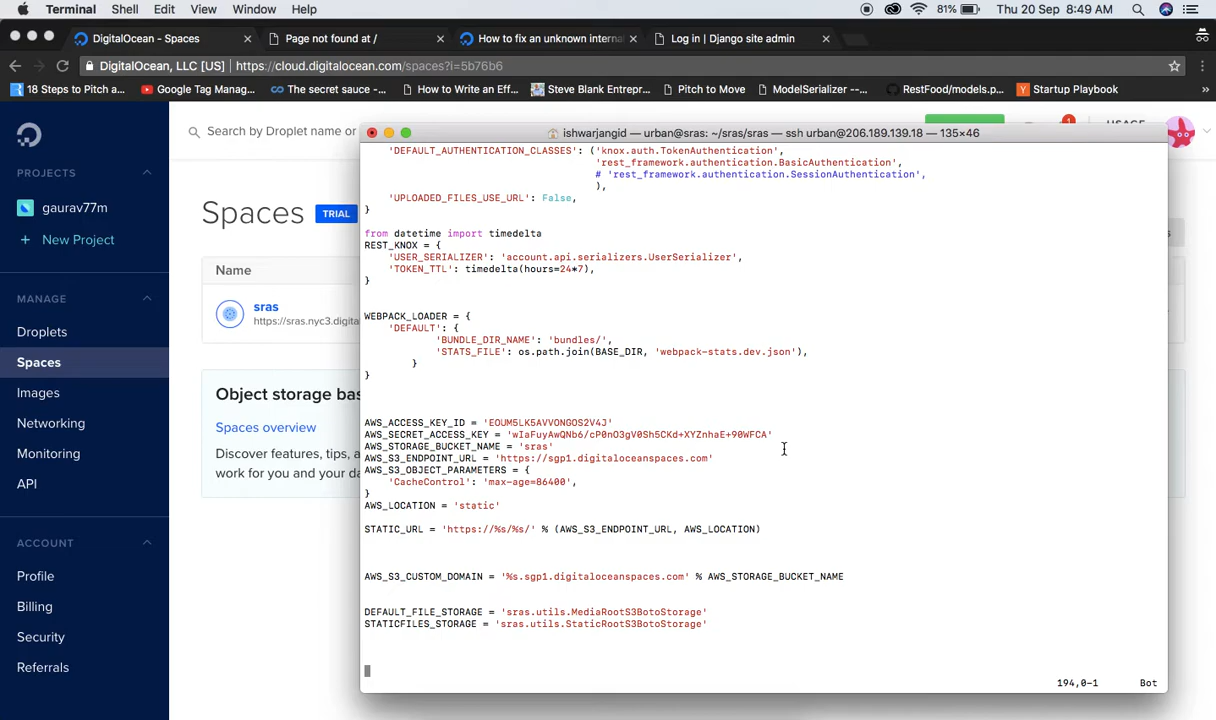 Terminal Shell Edit View Window Help 81% Thu 20 Sep 8:49 AM
DigitalOcean - Spaces Page not found at / How to fix an unknown intern Log in | Django site admin
DigitalOcean, LLC [US] | https://cloud.digitalocean.com/spaces?i=5b76b6
18 Steps to Pitch a... Google Tag Manag... The secret sauce -... How to Write an Eff... Steve Blank Entrepr... Pitch to Move ModelSerializer --... RestFood/models.p... Startup Playbook »
Search by Droplet name or
USAGE
ishwarjangid — urban@sras: ~/sras/sras — ssh urban@206.189.139.18 — 135×46
PROJECTS
gaurav77m
+ New Project
MANAGE
Droplets
Spaces
Images
Networking
Monitoring
API
ACCOUNT
Profile
Billing
Security
Referrals
Spaces TRIAL
Name
sras
https://sras.nyc3.digita
Object storage bas
Spaces overview
Discover features, tips, a
work for you and your da
'DEFAULT_AUTHENTICATION_CLASSES': ('knox.auth.TokenAuthentication',
'rest_framework.authentication.BasicAuthentication',
# 'rest_framework.authentication.SessionAuthentication',
),
'UPLOADED_FILES_USE_URL': False,
}
from datetime import timedelta
REST_KNOX = {
'USER_SERIALIZER': 'account.api.serializers.UserSerializer',
'TOKEN_TTL': timedelta(hours=24*7),
}
WEBPACK_LOADER = {
'DEFAULT': {
'BUNDLE_DIR_NAME': 'bundles/',
'STATS_FILE': os.path.join(BASE_DIR, 'webpack-stats.dev.json'),
}
}
AWS_ACCESS_KEY_ID = 'EOUM5LK5AVVONGOS2V4J'
AWS_SECRET_ACCESS_KEY = 'wIaFuyAwQNb6/cP0nO3gV0Sh5CKd+XYZnhaE+90WFCA'
AWS_STORAGE_BUCKET_NAME = 'sras'
AWS_S3_ENDPOINT_URL = 'https://sgp1.digitaloceanspaces.com'
AWS_S3_OBJECT_PARAMETERS = {
'CacheControl': 'max-age=86400',
}
AWS_LOCATION = 'static'
STATIC_URL = 'https://%s/%s/' % (AWS_S3_ENDPOINT_URL, AWS_LOCATION)
AWS_S3_CUSTOM_DOMAIN = '%s.sgp1.digitaloceanspaces.com' % AWS_STORAGE_BUCKET_NAME
DEFAULT_FILE_STORAGE = 'sras.utils.MediaRootS3BotoStorage'
STATICFILES_STORAGE = 'sras.utils.StaticRootS3BotoStorage'
194,0-1 Bot